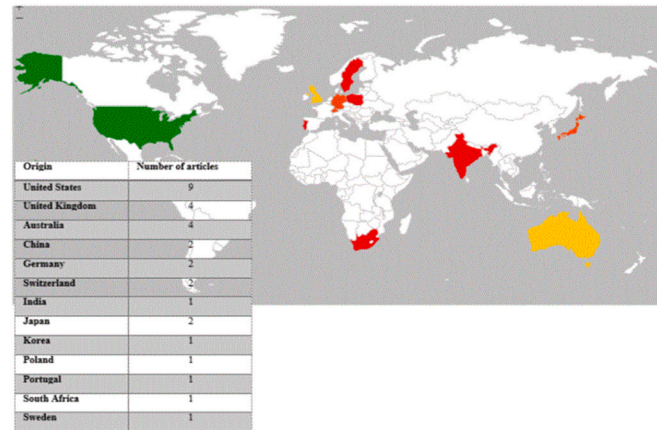 +
−
Origin Number of articles
United States 9
United Kingdom 4
Australia 4
China 2
Germany 2
Switzerland 2
India 1
Japan 2
Korea 1
Poland 1
Portugal 1
South Africa 1
Sweden 1